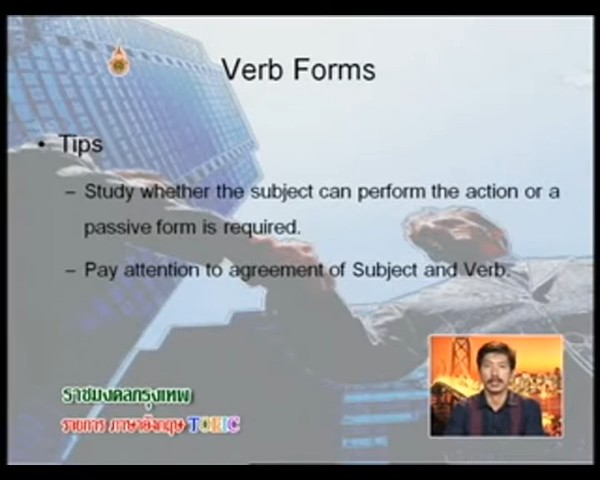 Verb Forms
• Tips
– Study whether the subject can perform the action or a
passive form is required.
– Pay attention to agreement of Subject and Verb.
ราชมงคลกรุงเทพ
รายการ ภาษาอังกฤษ TOEIC